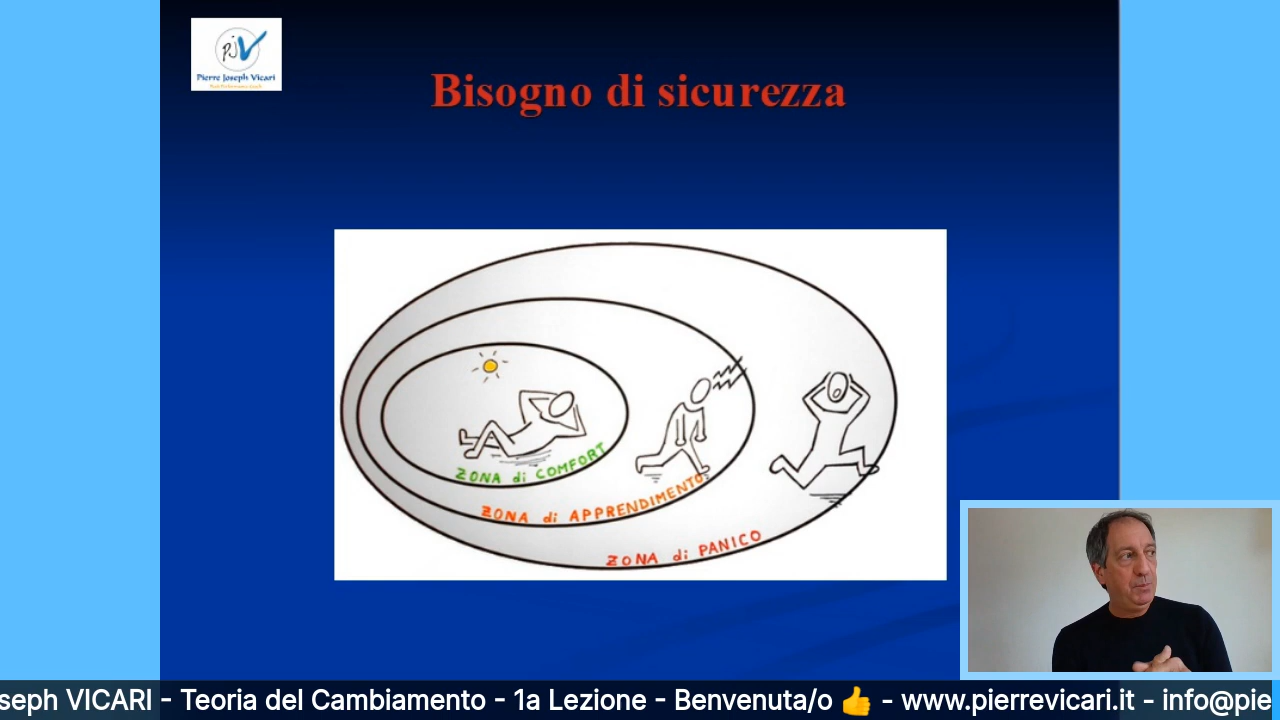 PJV
Pierre Joseph Vicari
Bisogno di sicurezza
ZONA di COMFORT
ZONA di APPRENDIMENTO
ZONA di PANICO
seph VICARI - Teoria del Cambiamento - 1a Lezione - Benvenuta/o 👍 - www.pierrevicari.it - info@pie